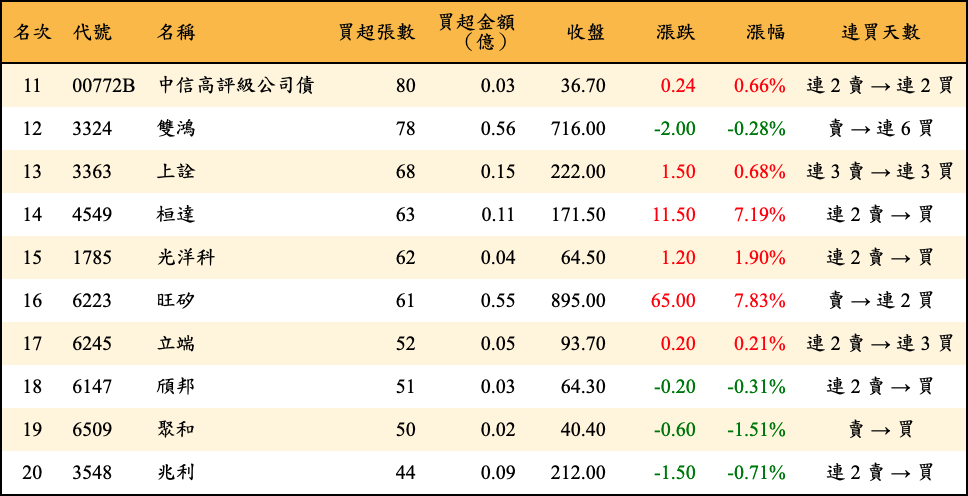 名次 代號 名稱 買超張數 買超金額（億） 收盤 漲跌 漲幅 連買天數
11 00772B 中信高評級公司債 80 0.03 36.70 0.24 0.66% 連 2 賣 → 連 2 買
12 3324 雙鴻 78 0.56 716.00 -2.00 -0.28% 賣 → 連 6 買
13 3363 上詮 68 0.15 222.00 1.50 0.68% 連 3 賣 → 連 3 買
14 4549 桓達 63 0.11 171.50 11.50 7.19% 連 2 賣 → 買
15 1785 光洋科 62 0.04 64.50 1.20 1.90% 連 2 賣 → 買
16 6223 旺矽 61 0.55 895.00 65.00 7.83% 賣 → 連 2 買
17 6245 立端 52 0.05 93.70 0.20 0.21% 連 2 賣 → 連 3 買
18 6147 頎邦 51 0.03 64.30 -0.20 -0.31% 連 2 賣 → 買
19 6509 聚和 50 0.02 40.40 -0.60 -1.51% 賣 → 買
20 3548 兆利 44 0.09 212.00 -1.50 -0.71% 連 2 賣 → 買